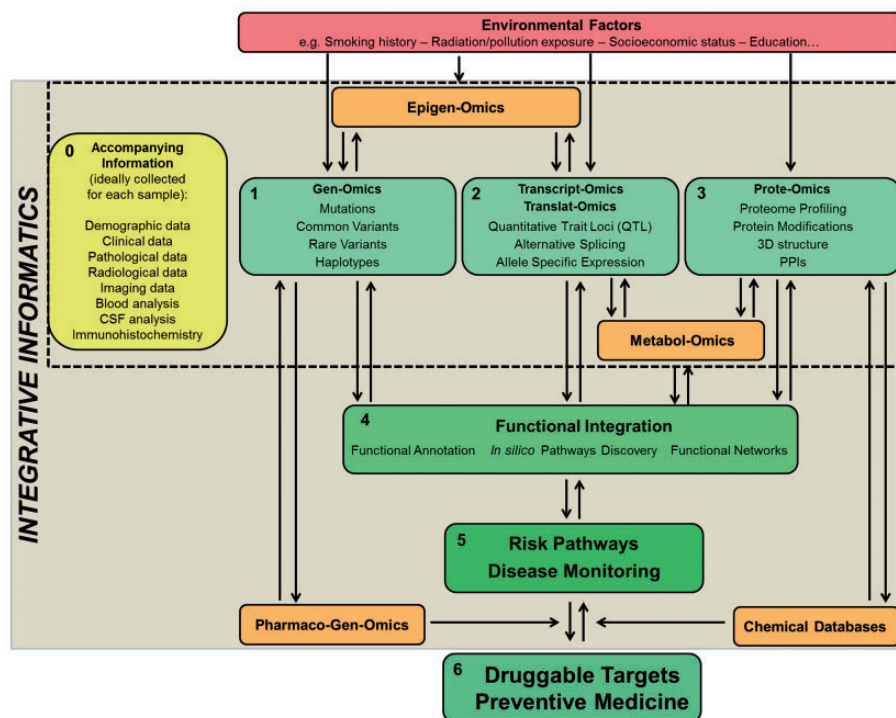 Environmental Factors
e.g. Smoking history – Radiation/pollution exposure – Socioeconomic status – Education…
INTEGRATIVE INFORMATICS
Epigen-Omics
0
Accompanying
Information
(ideally collected
for each sample):
Demographic data
Clinical data
Pathological data
Radiological data
Imaging data
Blood analysis
CSF analysis
Immunohistochemistry
1
Gen-Omics
Mutations
Common Variants
Rare Variants
Haplotypes
2
Transcript-Omics
Translat-Omics
Quantitative Trait Loci (QTL)
Alternative Splicing
Allele Specific Expression
3
Prote-Omics
Proteome Profiling
Protein Modifications
3D structure
PPIs
Metabol-Omics
4
Functional Integration
Functional Annotation In silico Pathways Discovery Functional Networks
5
Risk Pathways
Disease Monitoring
Pharmaco-Gen-Omics
Chemical Databases
6
Druggable Targets
Preventive Medicine